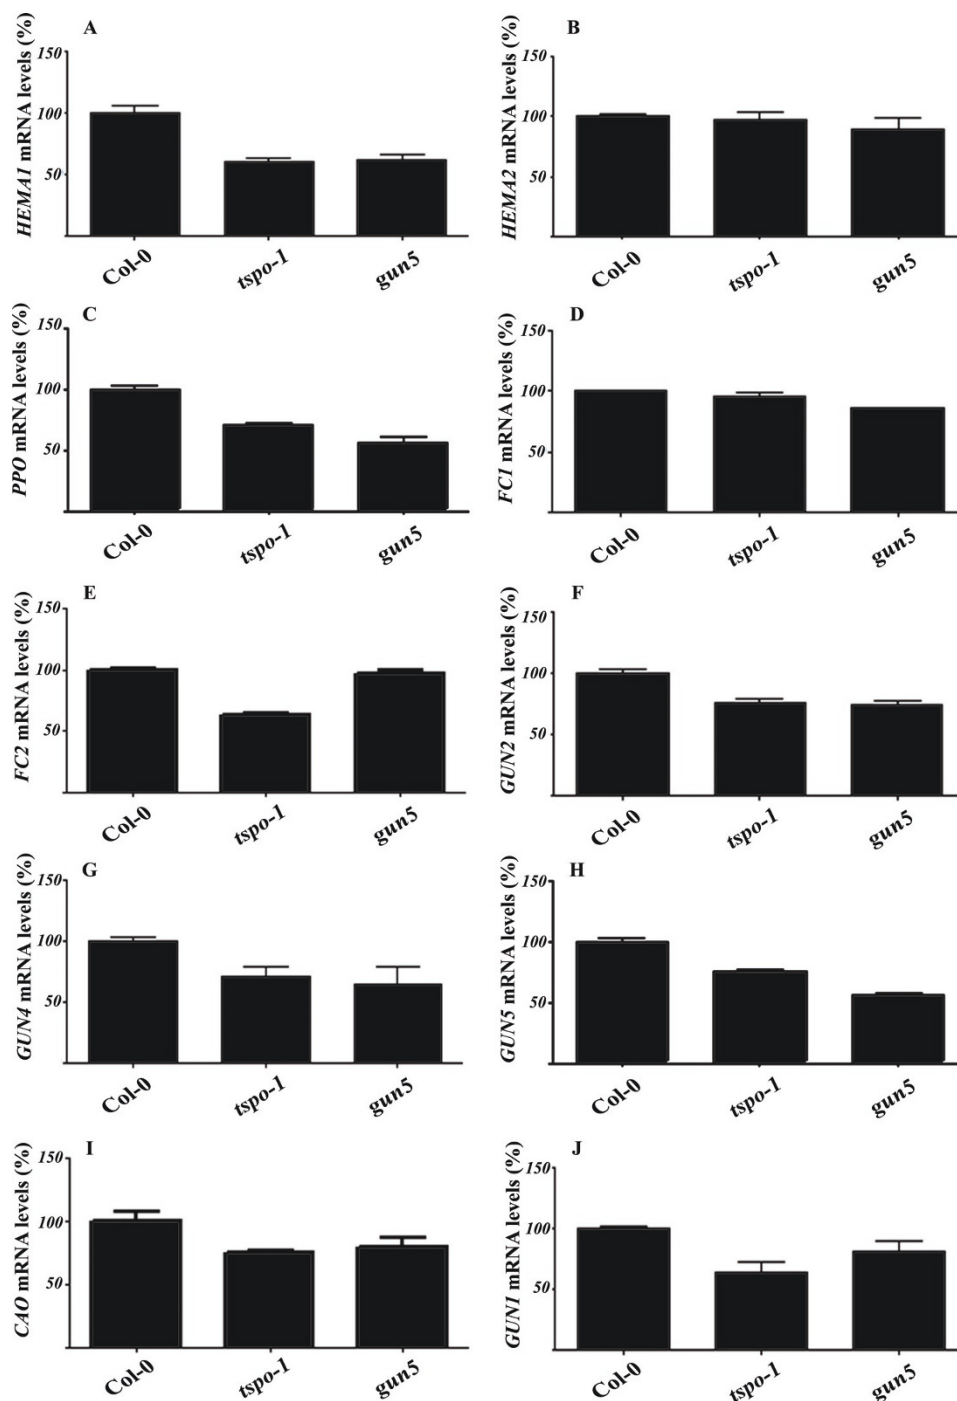 A
HEMA1 mRNA levels (%)
150
100
50
Col-0
tspo-1
gun5
B
HEMA2 mRNA levels (%)
150
100
50
Col-0
tspo-1
gun5
C
PPO mRNA levels (%)
150
100
50
Col-0
tspo-1
gun5
D
FC1 mRNA levels (%)
150
100
50
Col-0
tspo-1
gun5
E
FC2 mRNA levels (%)
150
100
50
Col-0
tspo-1
gun5
F
GUN2 mRNA levels (%)
150
100
50
Col-0
tspo-1
gun5
G
GUN4 mRNA levels (%)
150
100
50
Col-0
tspo-1
gun5
H
GUN5 mRNA levels (%)
150
100
50
Col-0
tspo-1
gun5
I
CAO mRNA levels (%)
150
100
50
Col-0
tspo-1
gun5
J
GUN1 mRNA levels (%)
150
100
50
Col-0
tspo-1
gun5